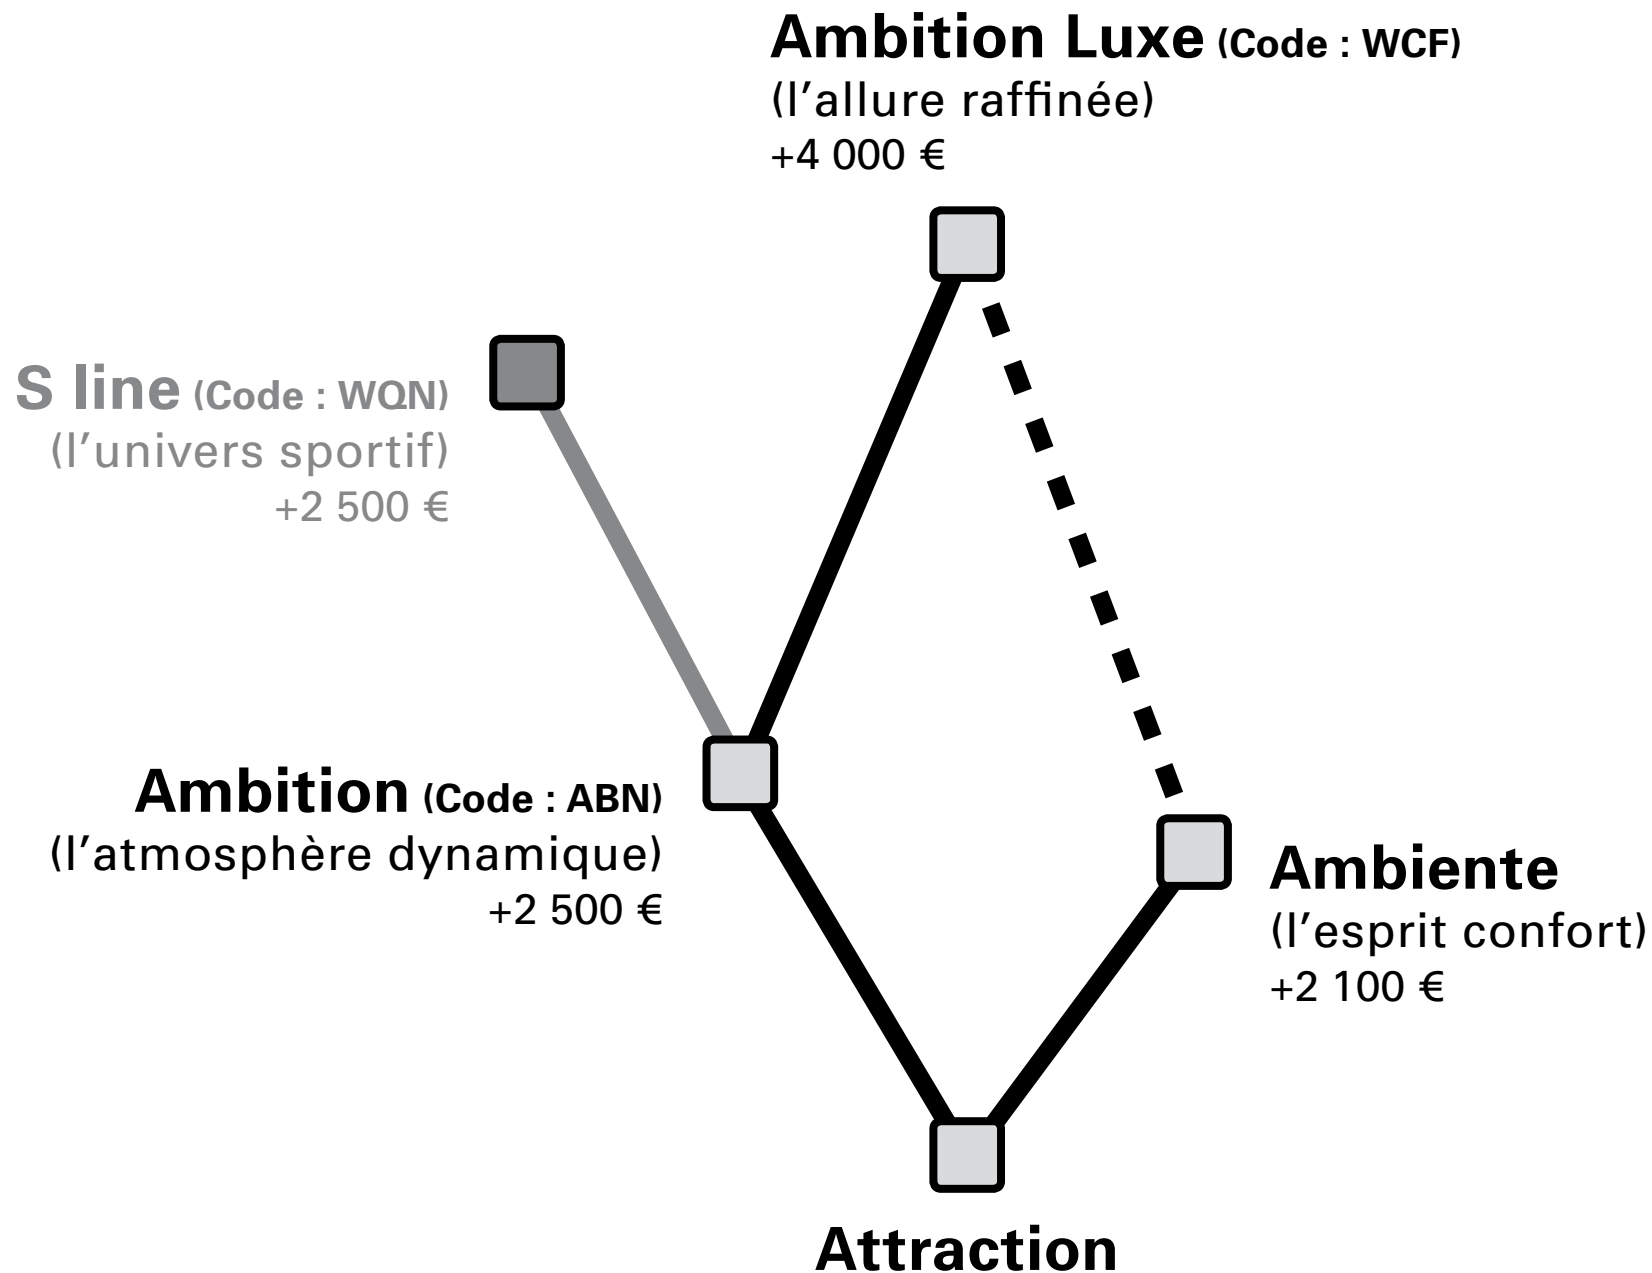 Ambition Luxe (Code : WCF)
(l’allure raffinée)
+4 000 €
S line (Code : WQN)
(l’univers sportif)
+2 500 €
Ambition (Code : ABN)
(l’atmosphère dynamique)
+2 500 €
Ambiente
(l’esprit confort)
+2 100 €
Attraction